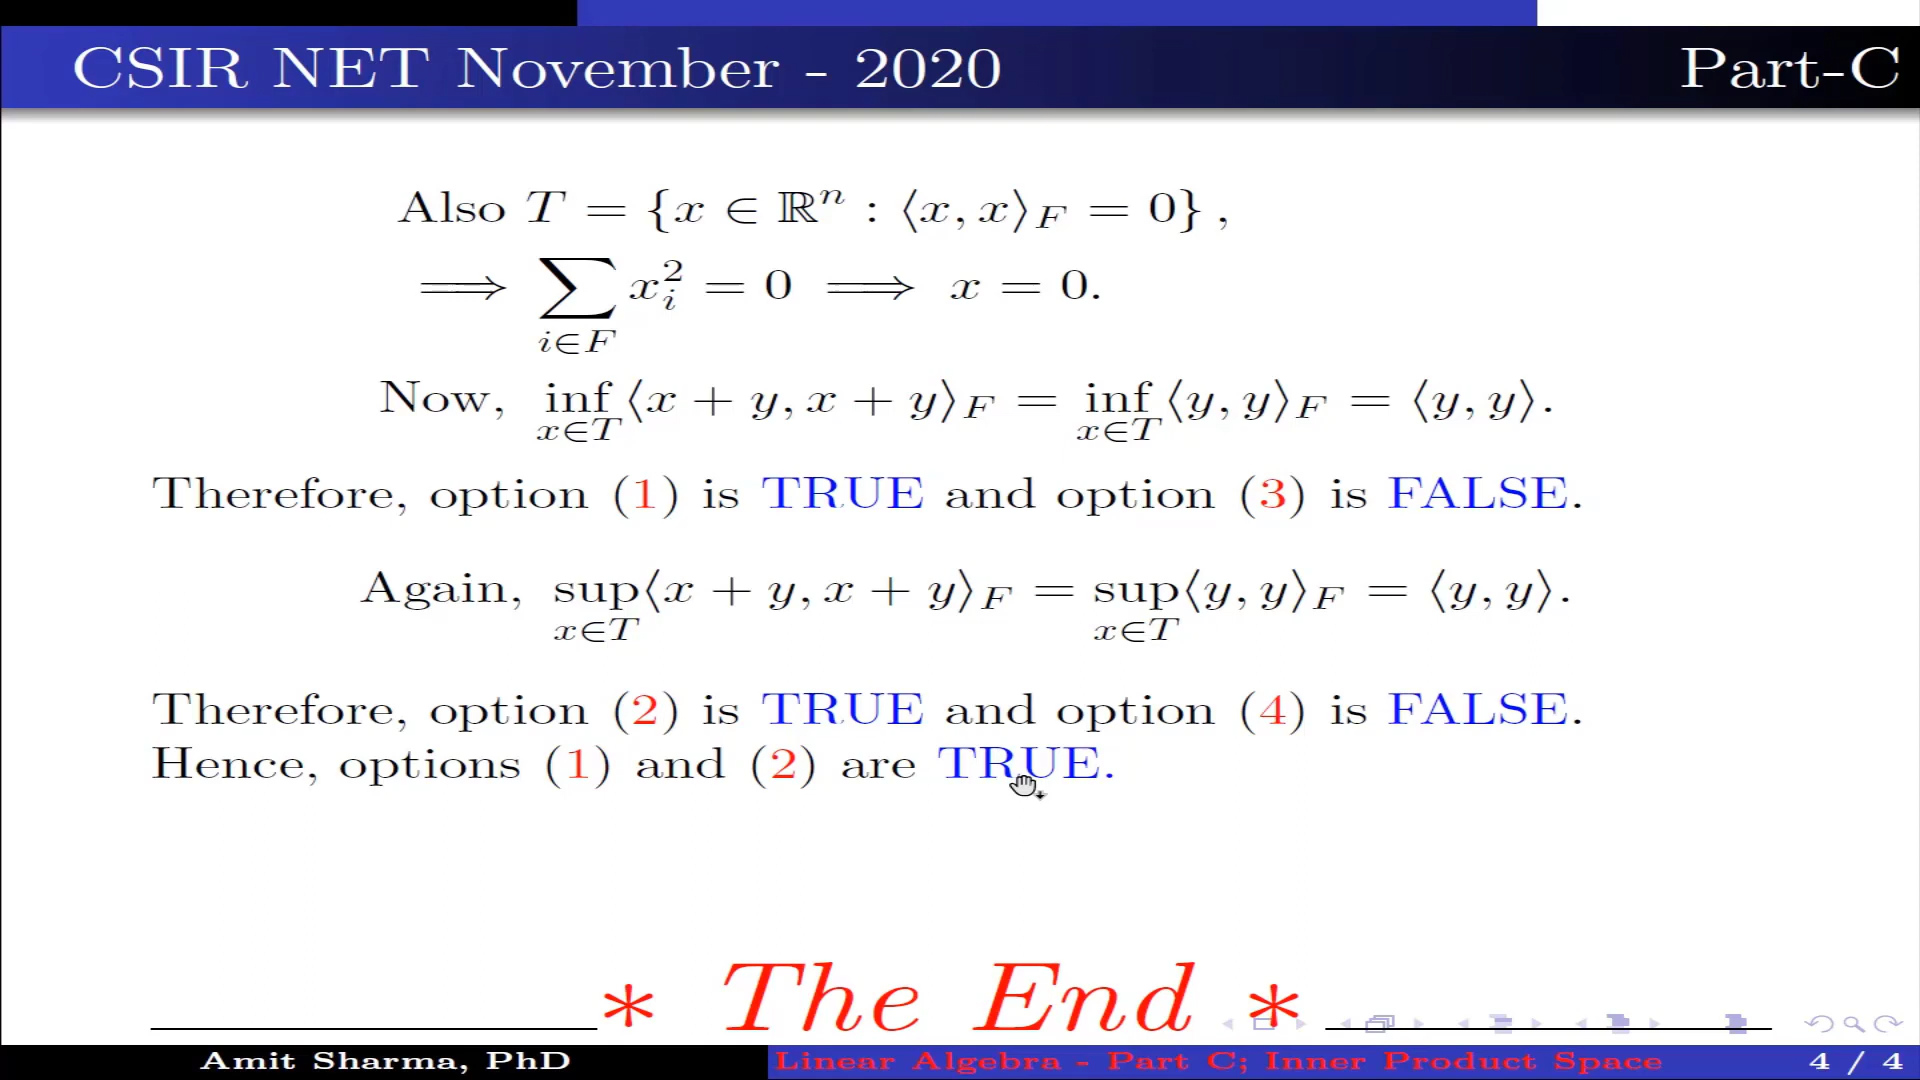 CSIR NET November - 2020 Part-C
Also T = {x ∈ ℝⁿ : ⟨x, x⟩_F = 0} ,
⟹ ∑_{i∈F} x_i² = 0 ⟹ x = 0.
Now, inf_{x∈T} ⟨x + y, x + y⟩_F = inf_{x∈T} ⟨y, y⟩_F = ⟨y, y⟩.
Therefore, option (1) is TRUE and option (3) is FALSE.
Again, sup_{x∈T} ⟨x + y, x + y⟩_F = sup_{x∈T} ⟨y, y⟩_F = ⟨y, y⟩.
Therefore, option (2) is TRUE and option (4) is FALSE.
Hence, options (1) and (2) are TRUE.
* The End *
Amit Sharma, PhD Linear Algebra - Part C; Inner Product Space 4 / 4